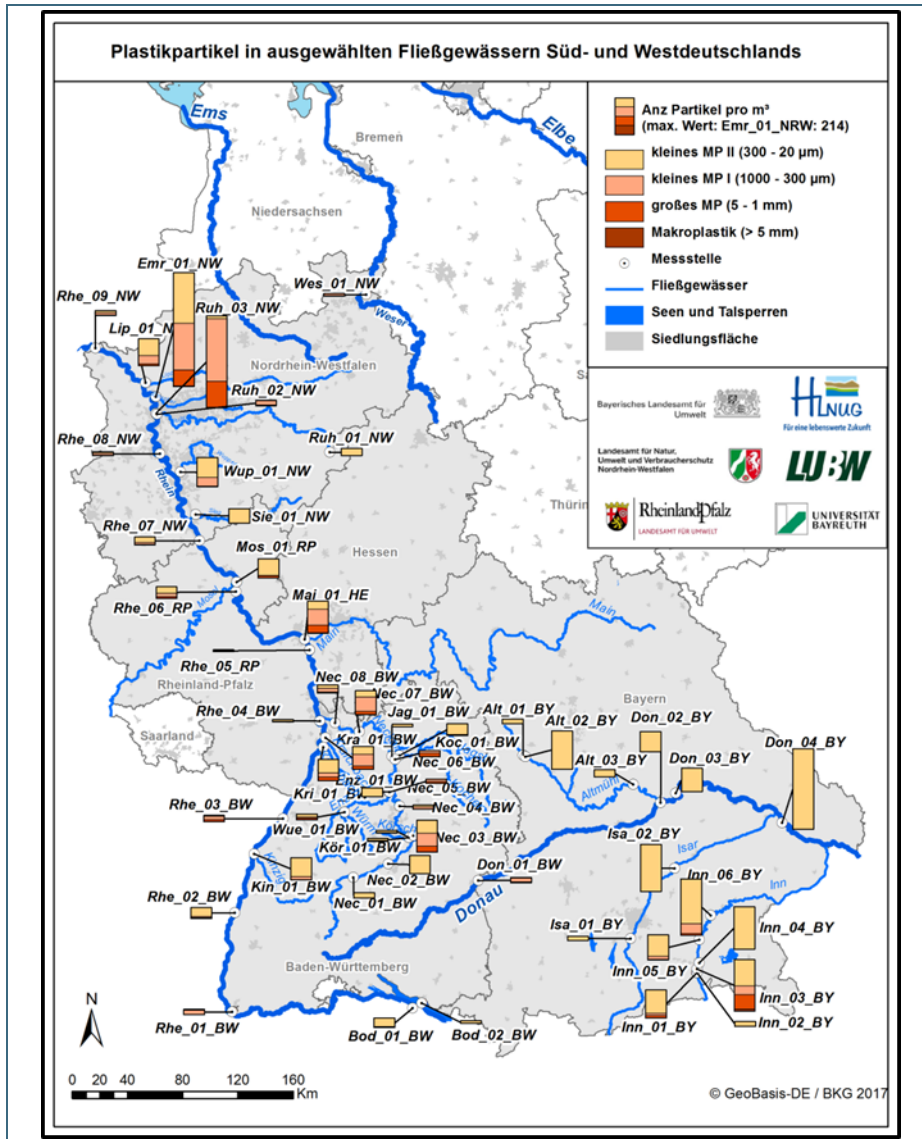 Plastikpartikel in ausgewählten Fließgewässern Süd- und Westdeutschlands
Anz Partikel pro m³
(max. Wert: Emr_01_NRW: 214)
kleines MP II (300 - 20 µm)
kleines MP I (1000 - 300 µm)
großes MP (5 - 1 mm)
Makroplastik (> 5 mm)
Messstelle
Fließgewässer
Seen und Talsperren
Siedlungsfläche
Bayerisches Landesamt für
Umwelt
HLNUG
Für eine lebenswerte Zukunft
Landesamt für Natur,
Umwelt und Verbraucherschutz
Nordrhein-Westfalen
LUBW
RheinlandPfalz
LANDESAMT FÜR UMWELT
UNIVERSITÄT
BAYREUTH
Ems
Elbe
Bremen
Niedersachsen
Emr_01_NW
Wes_01_NW
Rhe_09_NW
Ruh_03_NW
Weser
Lip_01_N
Nordrhein-Westfalen
Ruh_02_NW
Rhe_08_NW
Ruh_01_NW
Rhein
Wup_01_NW
Thürin
Sie_01_NW
Rhe_07_NW
Hessen
Mos_01_RP
Mosel
Rhe_06_RP
Mai_01_HE
Main
Main
Rhe_05_RP
Rheinland-Pfalz
Nec_08_BW
Nec_07_BW
Bayern
Rhe_04_BW
Jag_01_BW
Alt_01_BY
Don_02_BY
Saarland
Kra_01_BW
Koc_01_BW
Alt_02_BY
Don_04_BY
Nec_06_BW
Alt_03_BY
Don_03_BY
Enz_01_BW
Kri_01_BW
Nec_05_BW
Altmühl
Rhe_03_BW
Nec_04_BW
Wue_01_BW
Nec_03_BW
Kör_01_BW
Isa_02_BY
Isar
Kinzig
Kin_01_BW
Nec_02_BW
Don_01_BW
Inn_06_BY
Inn
Nec_01_BW
Donau
Rhe_02_BW
Isa_01_BY
Inn_04_BY
Inn_05_BY
Baden-Württemberg
Inn_03_BY
Rhe_01_BW
Bod_01_BW
Bod_02_BW
Inn_01_BY
Inn_02_BY
N
0 20 40 80 120 160
Km
© GeoBasis-DE / BKG 2017